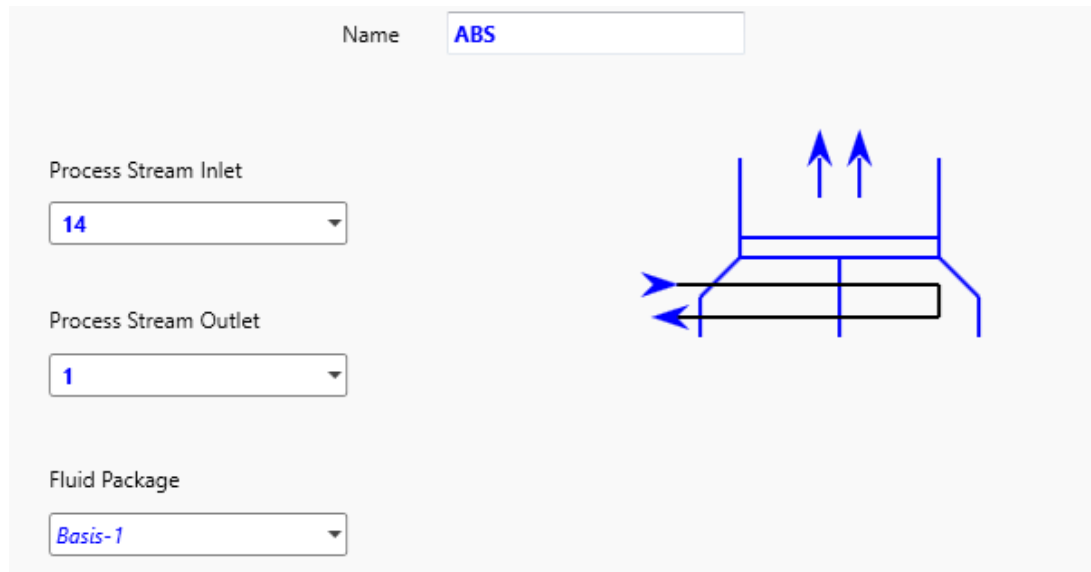 Name ABS
Process Stream Inlet
14
Process Stream Outlet
1
Fluid Package
Basis-1